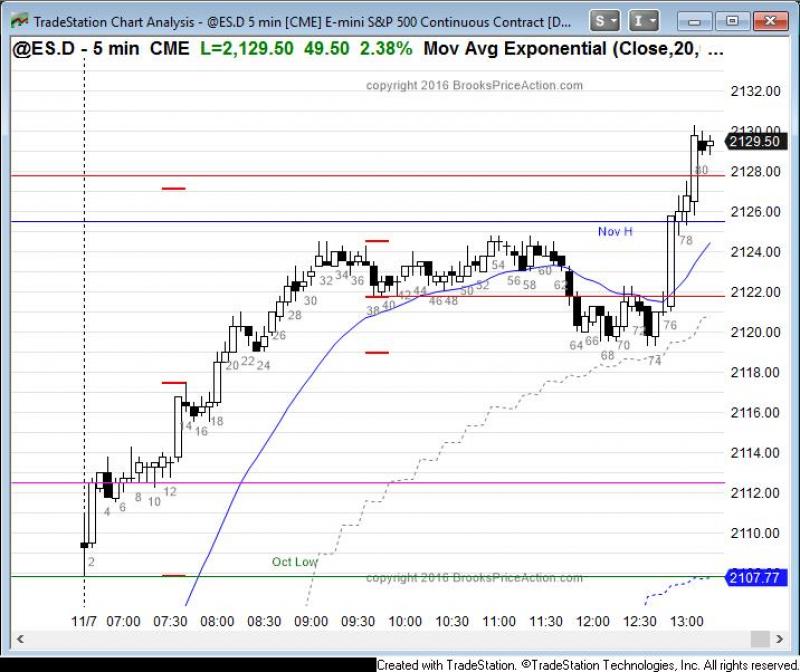 TradeStation Chart Analysis - @ES.D 5 min [CME] E-mini S&P 500 Continuous Contract [D...
S
I
@ES.D - 5 min CME L=2,129.50 49.50 2.38% Mov Avg Exponential (Close,20, ...
copyright 2016 BrooksPriceAction.com
2132.00
2130.00
2129.50
2128.00
80
2126.00
Nov H
78
2124.00
32 34 36 54 56 58 60 62
2122.00
30 38 40 42 44 46 48 50 52
28
2120.00
26 64 66 68 70 72 74 76
20 22 24
2118.00
2116.00
14 16 18
2114.00
2112.00
4 6 8 10 12
2110.00
2
Oct Low
copyright 2016 BrooksPriceAction.com
2107.77
11/7 07:00 07:30 08:00 08:30 09:00 09:30 10:00 10:30 11:00 11:30 12:00 12:30 13:00
Created with TradeStation. ©TradeStation Technologies, Inc. All rights reserved.